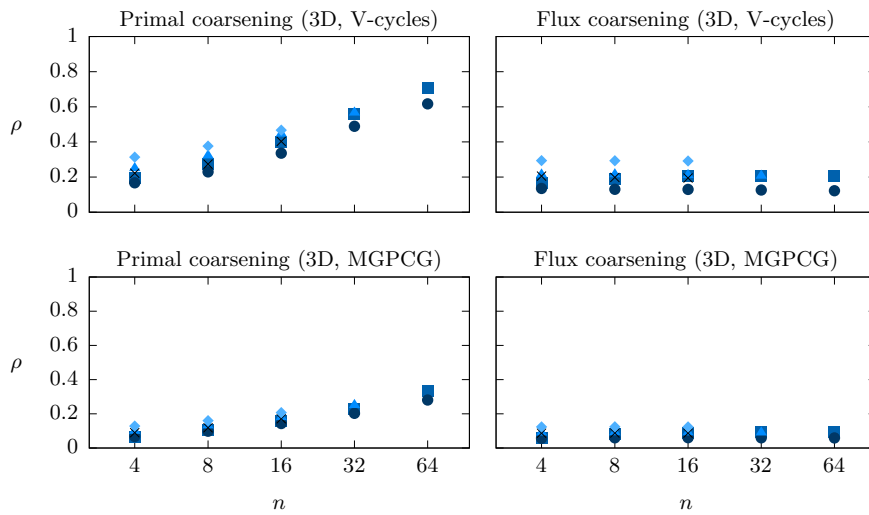 Primal coarsening (3D, V-cycles)
Flux coarsening (3D, V-cycles)
1
0.8
0.6
0.4
0.2
0
ρ
Primal coarsening (3D, MGPCG)
Flux coarsening (3D, MGPCG)
1
0.8
0.6
0.4
0.2
0
ρ
4 8 16 32 64
4 8 16 32 64
n
n